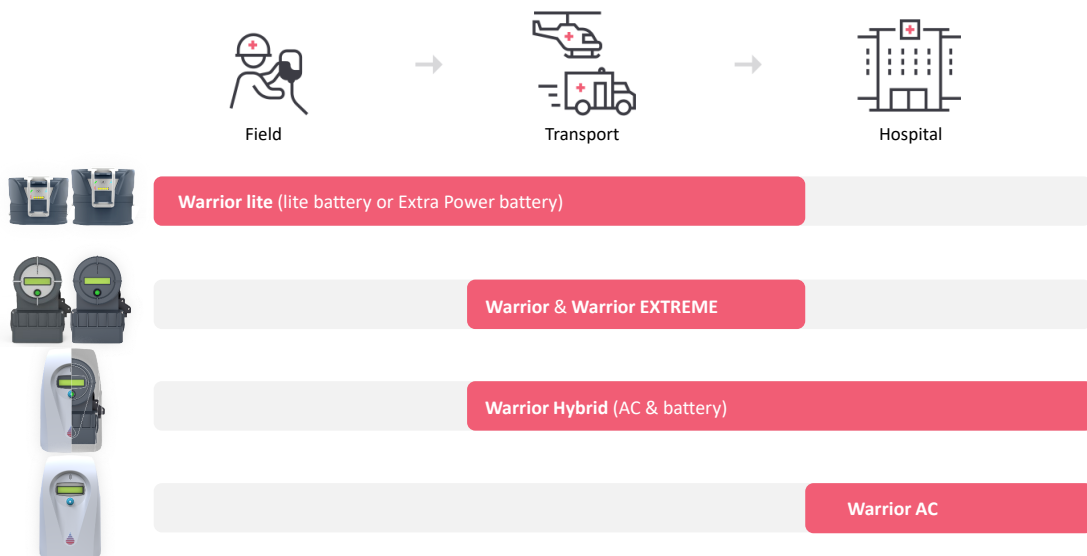 Field
Transport
Hospital
Warrior lite (lite battery or Extra Power battery)
Warrior & Warrior EXTREME
Warrior Hybrid (AC & battery)
Warrior AC